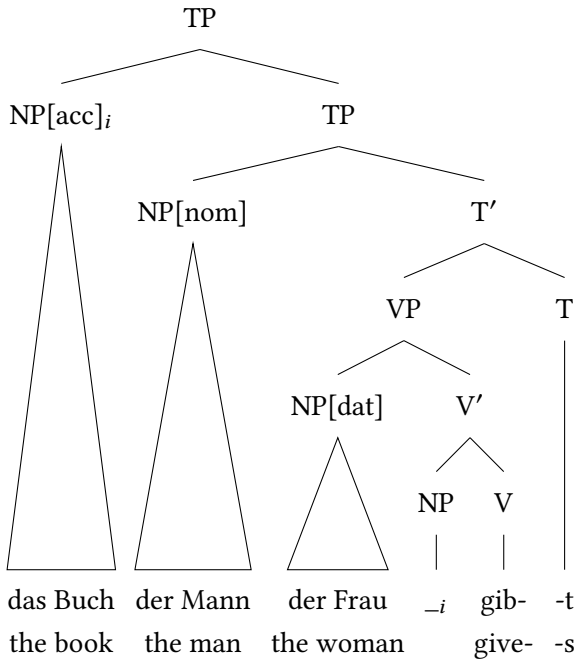 TP
NP[acc]i TP
NP[nom] T′
VP T
NP[dat] V′
NP V
das Buch der Mann der Frau _i gib- -t
the book the man the woman give- -s